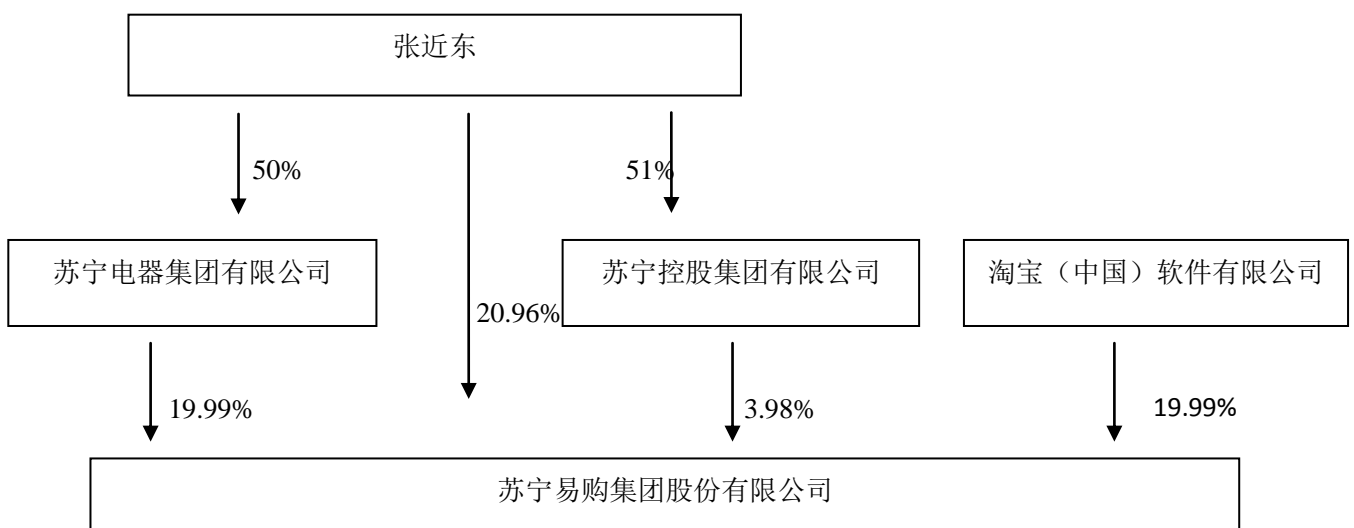 张近东
50%
51%
苏宁电器集团有限公司
苏宁控股集团有限公司
淘宝（中国）软件有限公司
20.96%
19.99%
3.98%
19.99%
苏宁易购集团股份有限公司